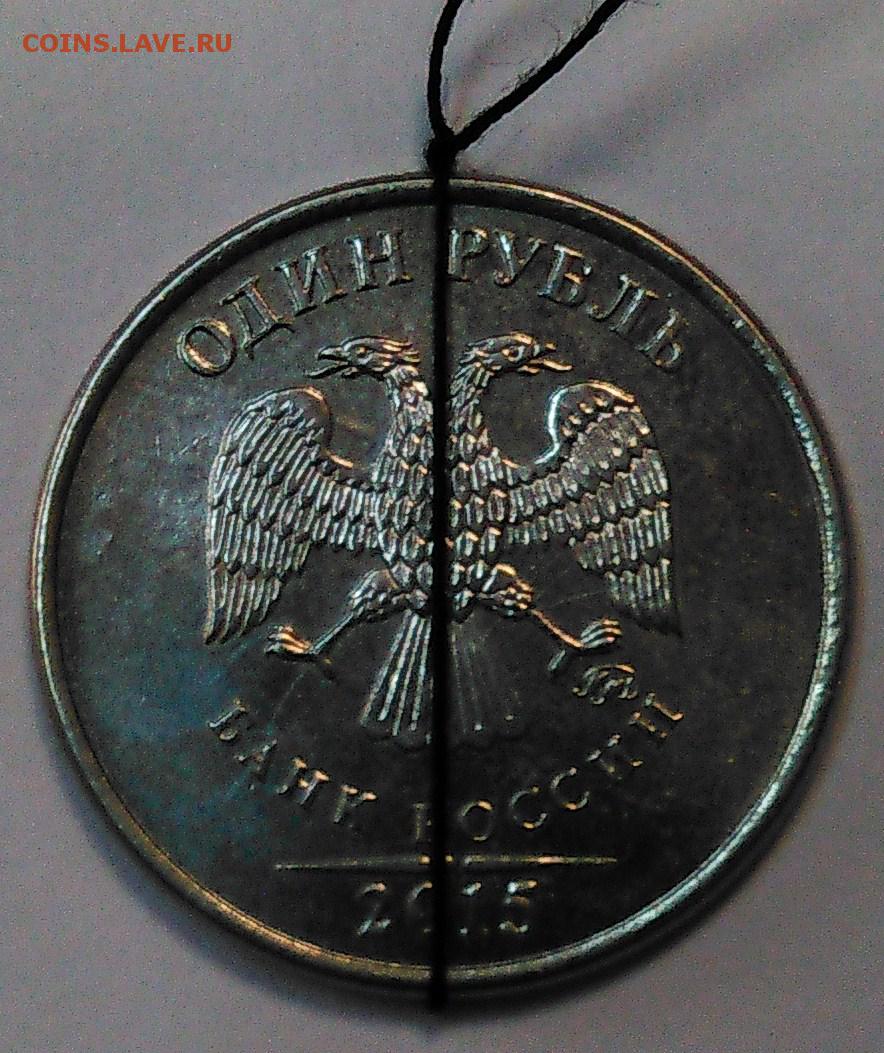 COINS.LAVE.RU
ОДИН РУБЛЬ
БАНК РОССИИ
2015